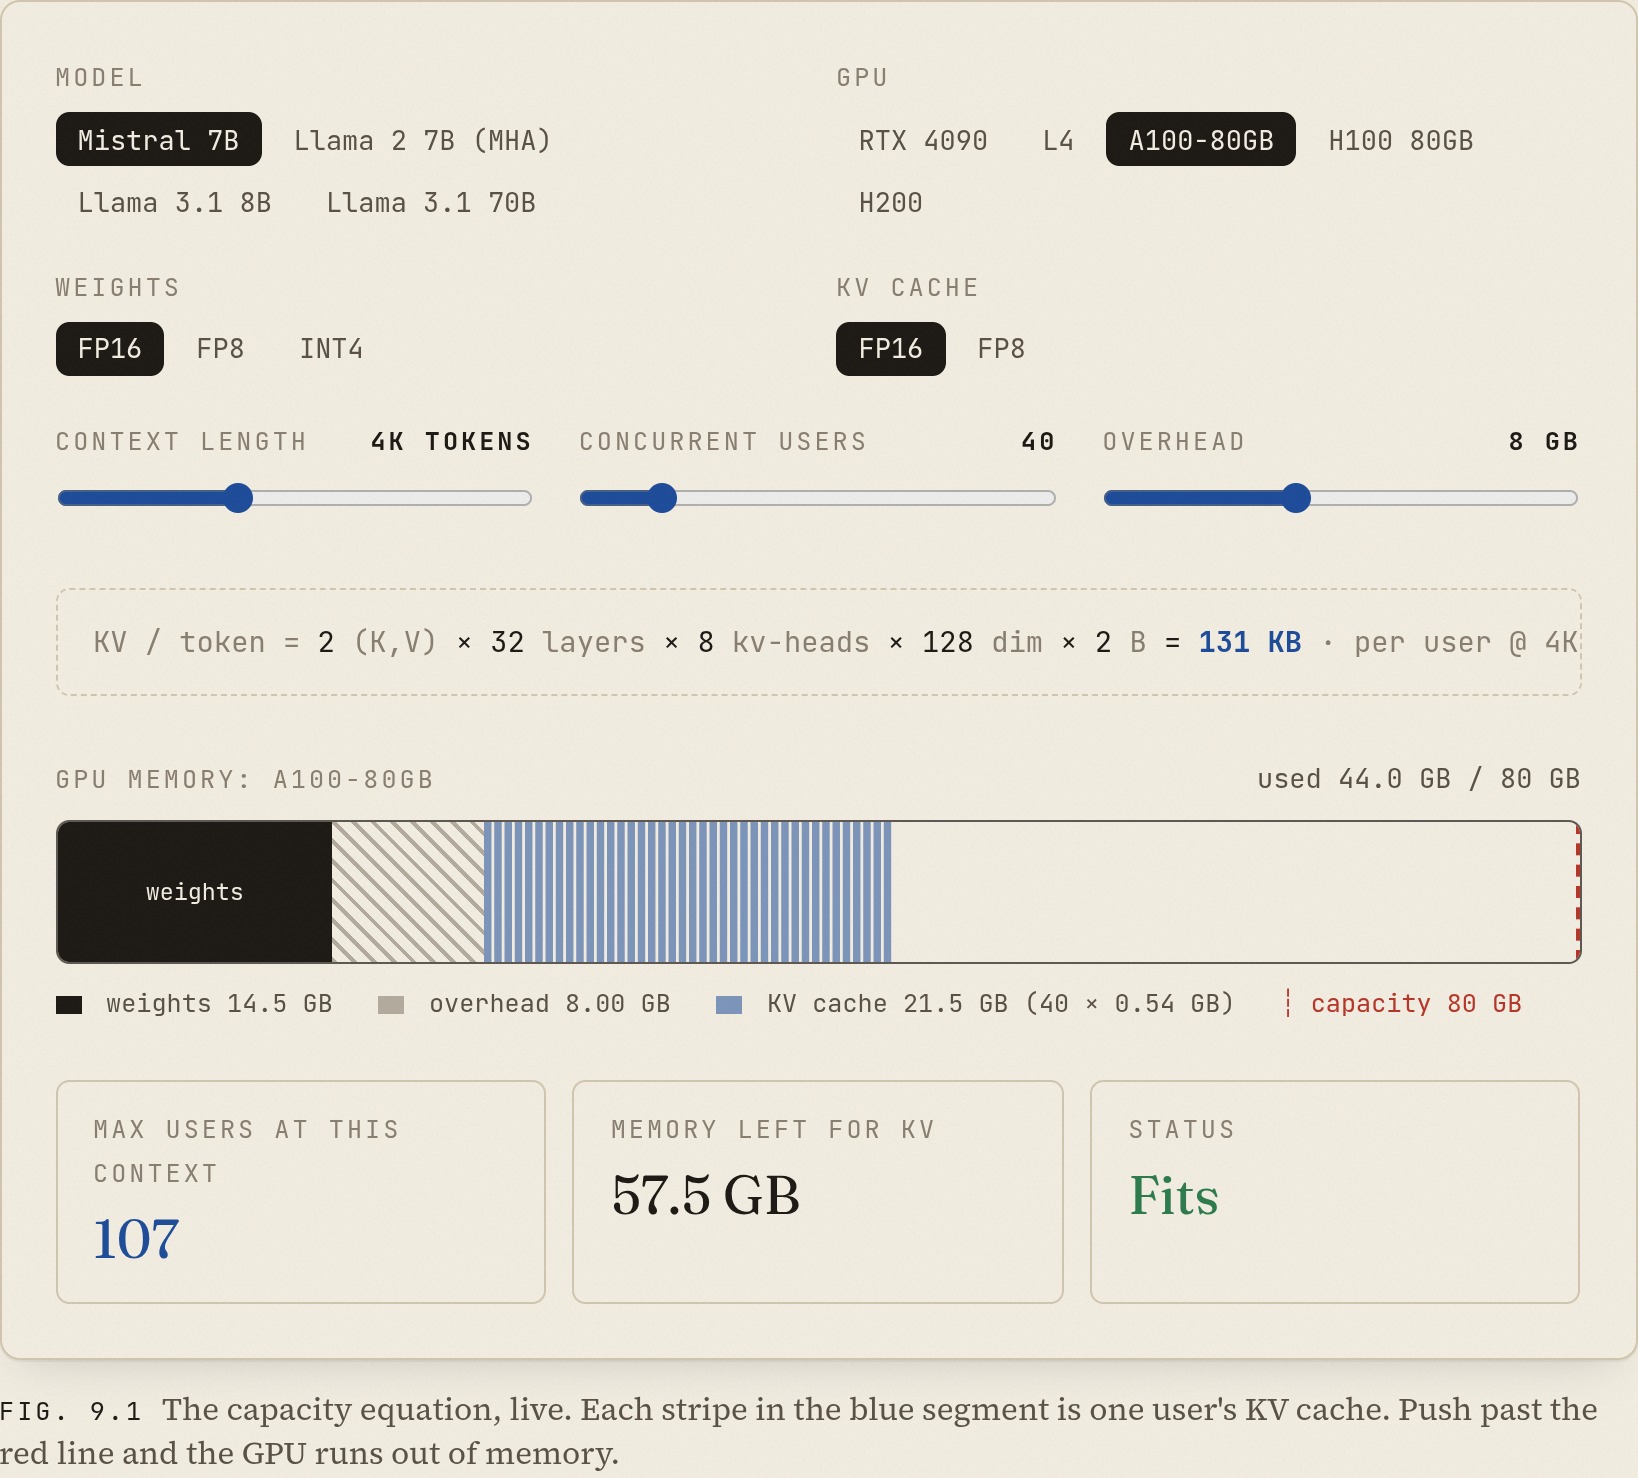 MODEL
Mistral 7B Llama 2 7B (MHA)
Llama 3.1 8B Llama 3.1 70B
GPU
RTX 4090 L4 A100-80GB H100 80GB
H200
WEIGHTS
FP16 FP8 INT4
KV CACHE
FP16 FP8
CONTEXT LENGTH 4K TOKENS
CONCURRENT USERS 40
OVERHEAD 8 GB
KV / token = 2 (K,V) × 32 layers × 8 kv-heads × 128 dim × 2 B = 131 KB · per user @ 4K
GPU MEMORY: A100-80GB used 44.0 GB / 80 GB
weights
weights 14.5 GB overhead 8.00 GB KV cache 21.5 GB (40 × 0.54 GB) capacity 80 GB
MAX USERS AT THIS
CONTEXT
107
MEMORY LEFT FOR KV
57.5 GB
STATUS
Fits
FIG. 9.1 The capacity equation, live. Each stripe in the blue segment is one user's KV cache. Push past the
red line and the GPU runs out of memory.